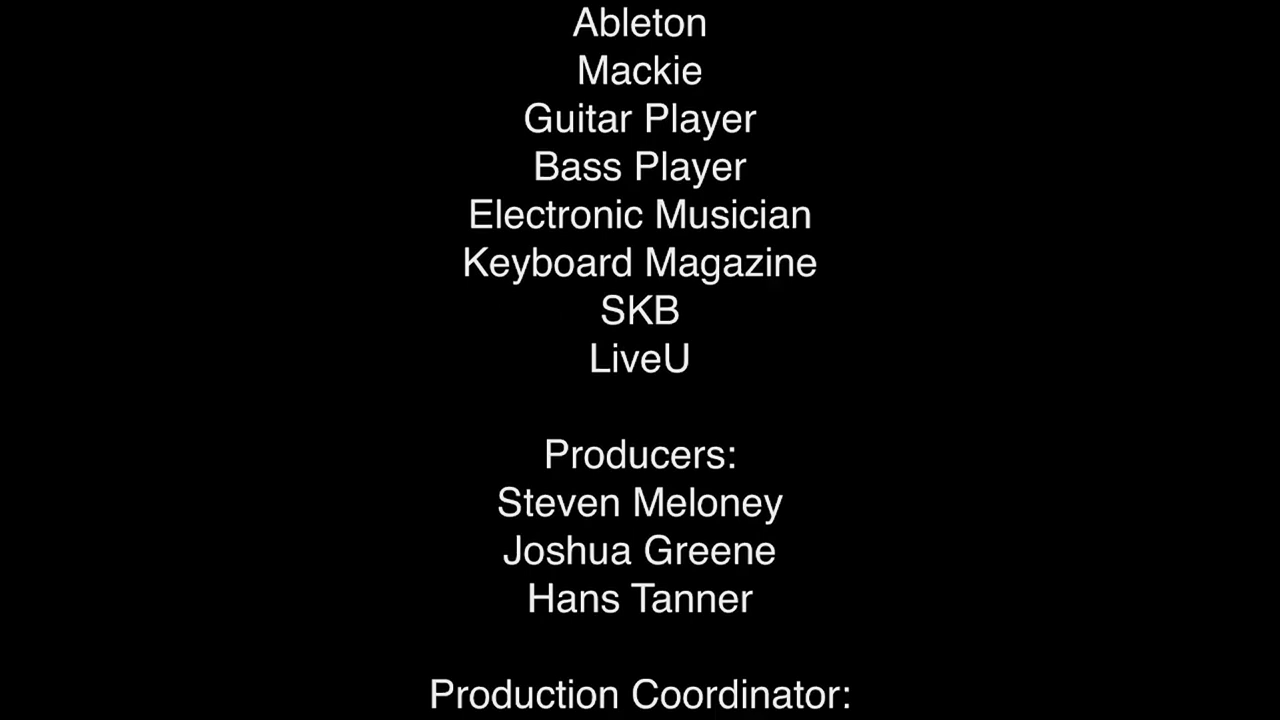 Ableton
Mackie
Guitar Player
Bass Player
Electronic Musician
Keyboard Magazine
SKB
LiveU
Producers:
Steven Meloney
Joshua Greene
Hans Tanner
Production Coordinator: